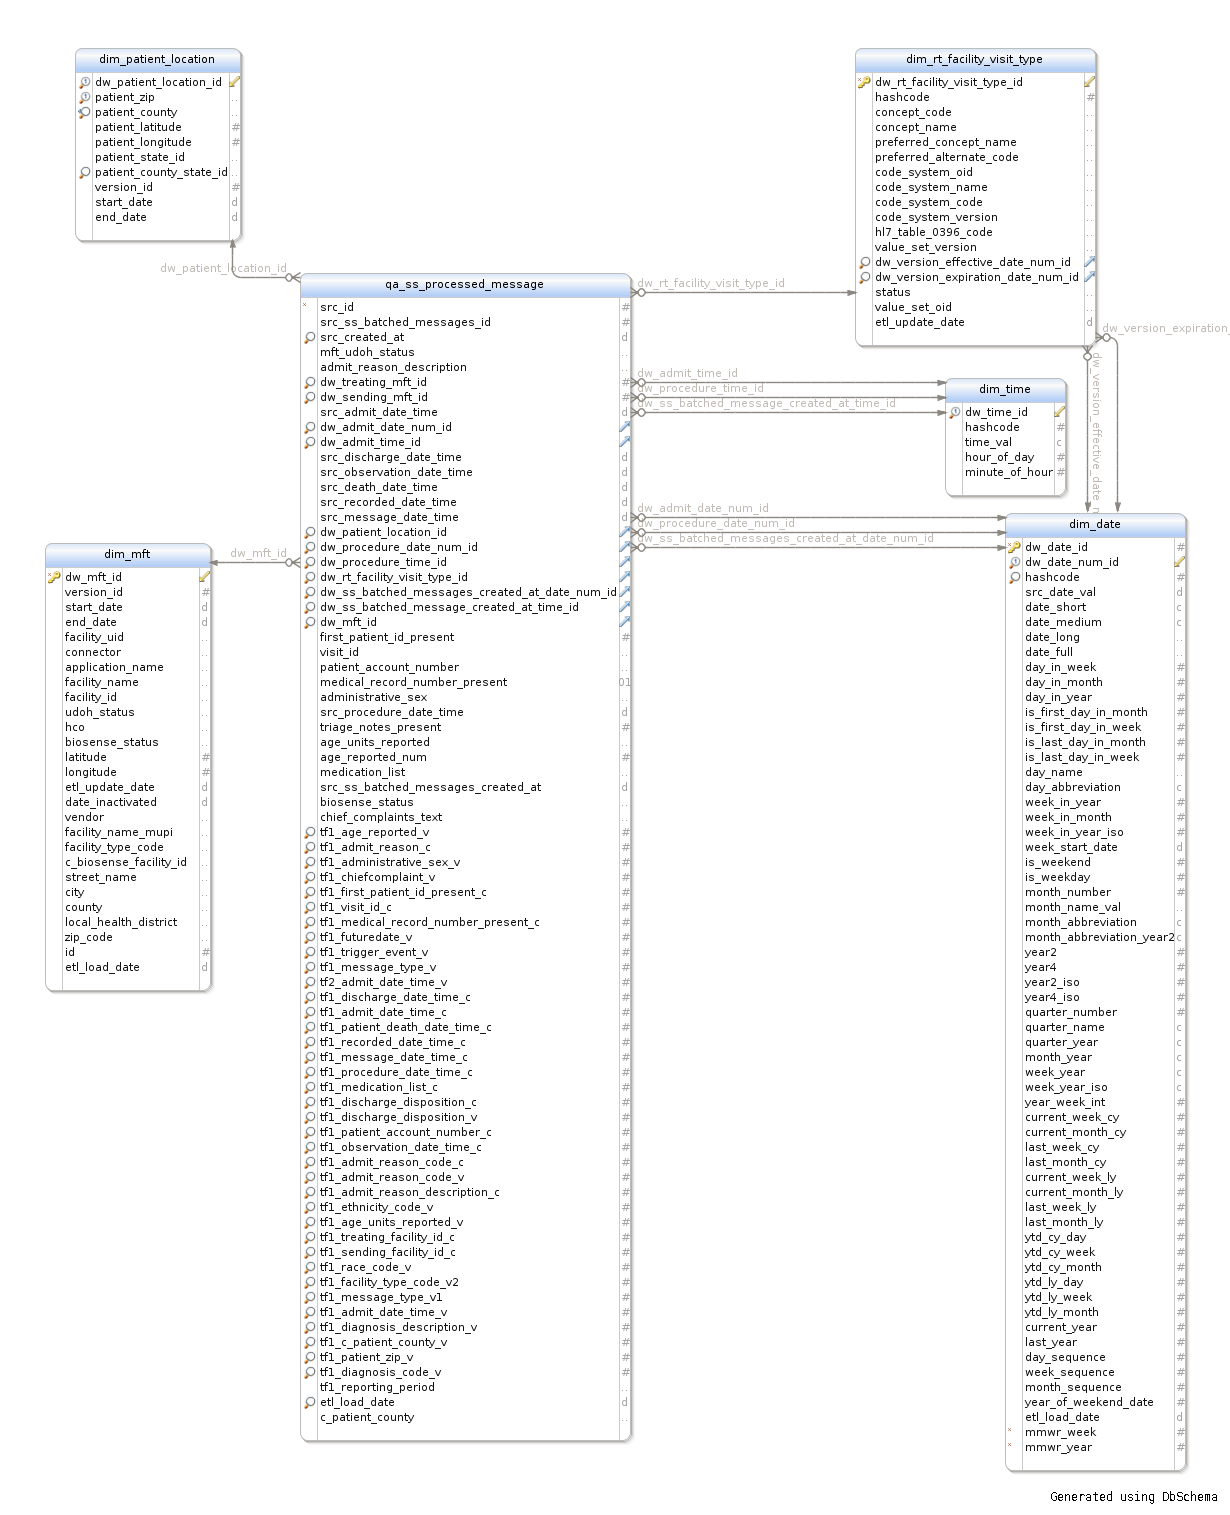 dim_patient_location
dw_patient_location_id
patient_zip
patient_county
patient_latitude
patient_longitude
patient_state_id
patient_county_state_id
version_id
start_date
end_date
dim_rt_facility_visit_type
dw_rt_facility_visit_type_id
hashcode
concept_code
concept_name
preferred_concept_name
preferred_alternate_code
code_system_oid
code_system_name
code_system_code
code_system_version
hl7_table_0396_code
value_set_version
dw_version_effective_date_num_id
dw_version_expiration_date_num_id
status
value_set_oid
etl_update_date
dw_patient_location_id
dw_rt_facility_visit_type_id
dw_version_expiration_
dw_version_effective_date_n
dw_admit_time_id
dw_procedure_time_id
dw_ss_batched_message_created_at_time_id
dw_admit_date_num_id
dw_procedure_date_num_id
dw_ss_batched_messages_created_at_date_num_id
dw_mft_id
qa_ss_processed_message
src_id
src_ss_batched_messages_id
src_created_at
mft_udoh_status
admit_reason_description
dw_treating_mft_id
dw_sending_mft_id
src_admit_date_time
dw_admit_date_num_id
dw_admit_time_id
src_discharge_date_time
src_observation_date_time
src_death_date_time
src_recorded_date_time
src_message_date_time
dw_patient_location_id
dw_procedure_date_num_id
dw_procedure_time_id
dw_rt_facility_visit_type_id
dw_ss_batched_messages_created_at_date_num_id
dw_ss_batched_message_created_at_time_id
dw_mft_id
first_patient_id_present
visit_id
patient_account_number
medical_record_number_present
administrative_sex
src_procedure_date_time
triage_notes_present
age_units_reported
age_reported_num
medication_list
src_ss_batched_messages_created_at
biosense_status
chief_complaints_text
tf1_age_reported_v
tf1_admit_reason_c
tf1_administrative_sex_v
tf1_chiefcomplaint_v
tf1_first_patient_id_present_c
tf1_visit_id_c
tf1_medical_record_number_present_c
tf1_futuredate_v
tf1_trigger_event_v
tf1_message_type_v
tf2_admit_date_time_v
tf1_discharge_date_time_c
tf1_admit_date_time_c
tf1_patient_death_date_time_c
tf1_recorded_date_time_c
tf1_message_date_time_c
tf1_procedure_date_time_c
tf1_medication_list_c
tf1_discharge_disposition_c
tf1_discharge_disposition_v
tf1_patient_account_number_c
tf1_observation_date_time_c
tf1_admit_reason_code_c
tf1_admit_reason_code_v
tf1_admit_reason_description_c
tf1_ethnicity_code_v
tf1_age_units_reported_v
tf1_treating_facility_id_c
tf1_sending_facility_id_c
tf1_race_code_v
tf1_facility_type_code_v2
tf1_message_type_v1
tf1_admit_date_time_v
tf1_diagnosis_description_v
tf1_c_patient_county_v
tf1_patient_zip_v
tf1_diagnosis_code_v
tf1_reporting_period
etl_load_date
c_patient_county
dim_time
dw_time_id
hashcode
time_val
hour_of_day
minute_of_hour
dim_mft
dw_mft_id
version_id
start_date
end_date
facility_uid
connector
application_name
facility_name
facility_id
udoh_status
hco
biosense_status
latitude
longitude
etl_update_date
date_inactivated
vendor
facility_name_mupi
facility_type_code
c_biosense_facility_id
street_name
city
county
local_health_district
zip_code
id
etl_load_date
dim_date
dw_date_id
dw_date_num_id
hashcode
src_date_val
date_short
date_medium
date_long
date_full
day_in_week
day_in_month
day_in_year
is_first_day_in_month
is_first_day_in_week
is_last_day_in_month
is_last_day_in_week
day_name
day_abbreviation
week_in_year
week_in_month
week_in_year_iso
week_start_date
is_weekend
is_weekday
month_number
month_name_val
month_abbreviation
month_abbreviation_year2
year2
year4
year2_iso
year4_iso
quarter_number
quarter_name
quarter_year
month_year
week_year
week_year_iso
year_week_int
current_week_cy
current_month_cy
last_week_cy
last_month_cy
current_week_ly
current_month_ly
last_week_ly
last_month_ly
ytd_cy_day
ytd_cy_week
ytd_cy_month
ytd_ly_day
ytd_ly_week
ytd_ly_month
current_year
last_year
day_sequence
week_sequence
month_sequence
year_of_weekend_date
etl_load_date
mmwr_week
mmwr_year
Generated using DbSchema